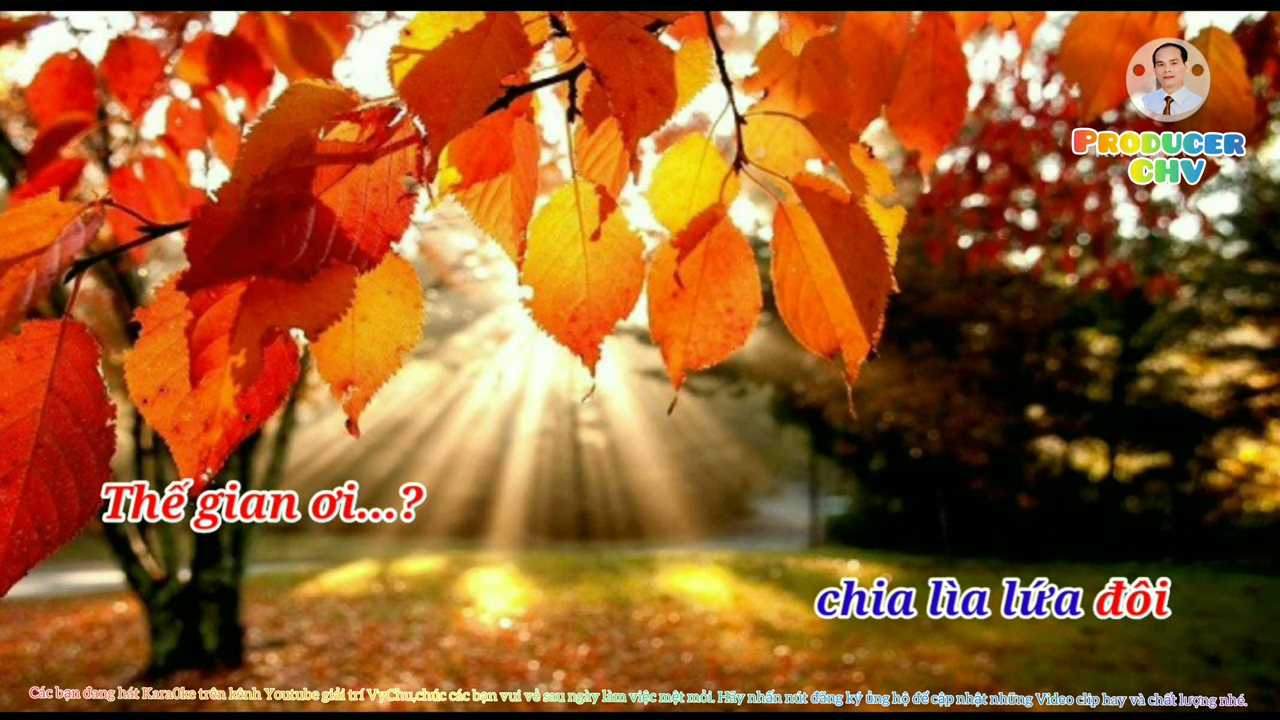 PRODUCER
CHV
Thế gian ơi...?
chia lìa lứa đôi
Các bạn đang hát Kara0ke trên kênh Youtube giải trí VyChu,chúc các bạn vui vẻ sau ngày làm việc mệt mỏi. Hãy nhấn nút đăng ký ủng hộ để cập nhật những Video clip hay và chất lượng nhé.